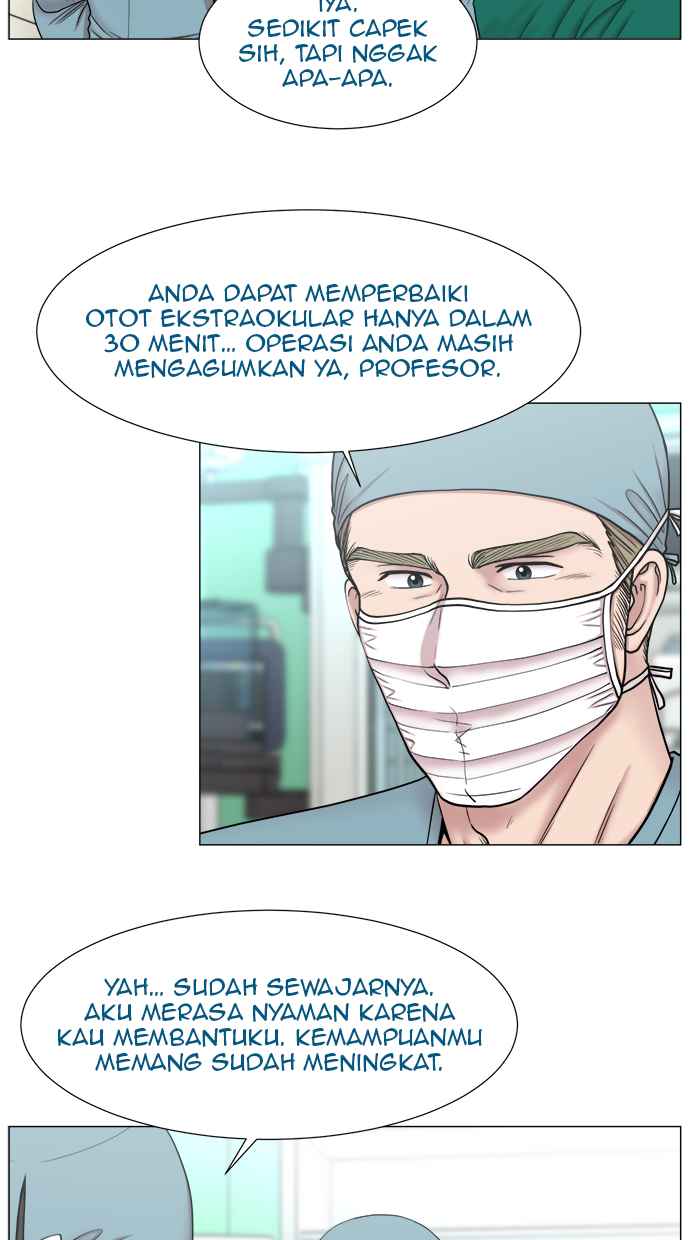 IYA.
SEDIKIT CAPEK
SIH, TAPI NGGAK
APA-APA.
ANDA DAPAT MEMPERBAIKI
OTOT EKSTRAOKULAR HANYA DALAM
30 MENIT... OPERASI ANDA MASIH
MENGAGUMKAN YA, PROFESOR.
YAH... SUDAH SEWAJARNYA.
AKU MERASA NYAMAN KARENA
KAU MEMBANTUKU. KEMAMPUANMU
MEMANG SUDAH MENINGKAT.